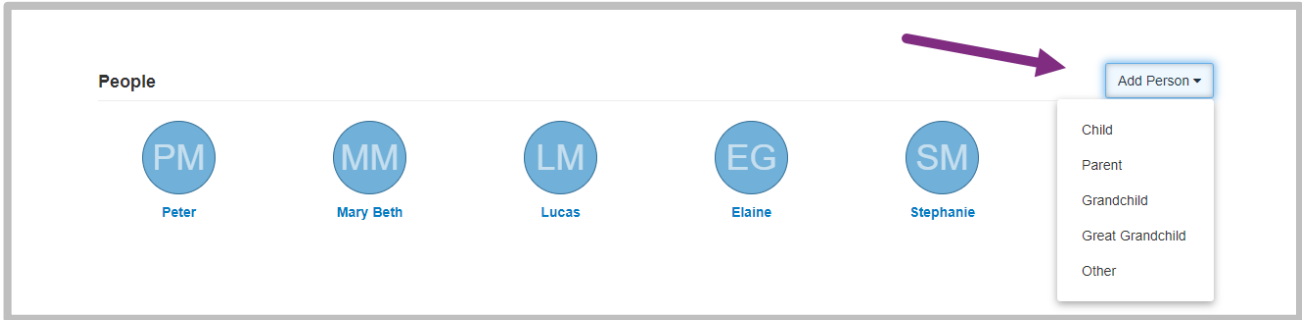 People
Add Person
PM MM LM EG SM
Peter Mary Beth Lucas Elaine Stephanie
Child
Parent
Grandchild
Great Grandchild
Other